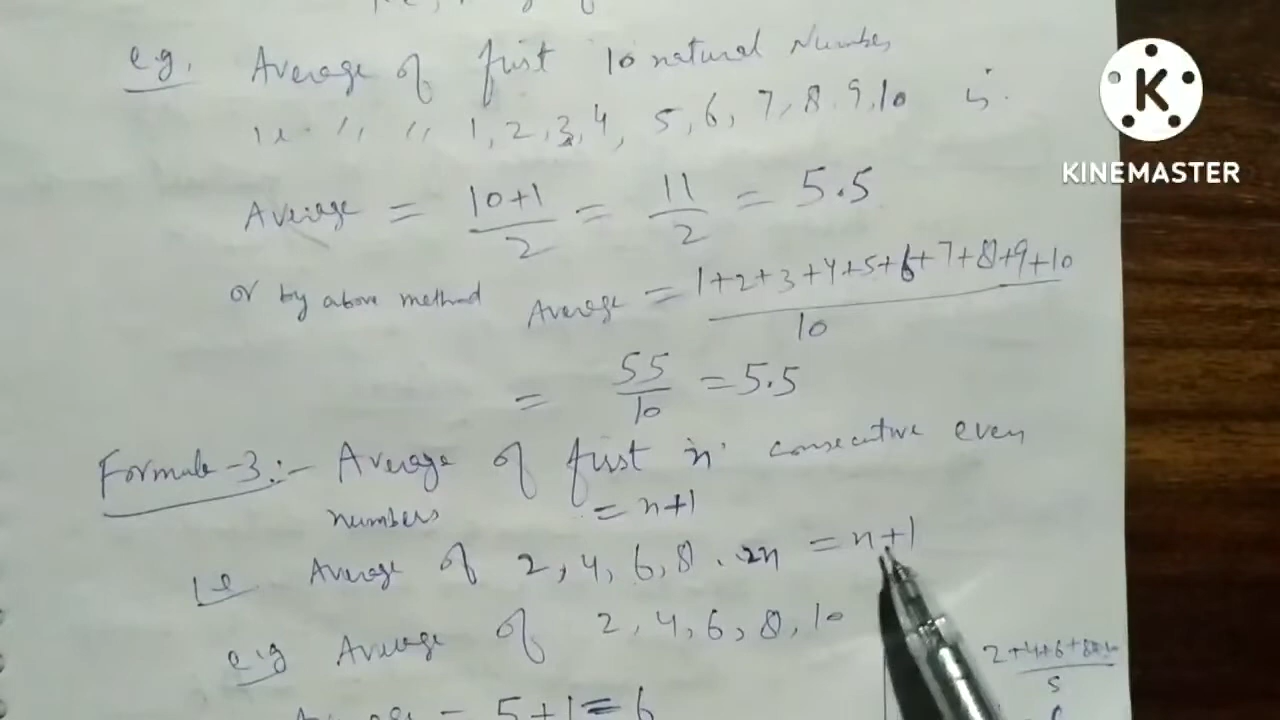 e.g. Average of first 10 natural Number
i.e. " " 1, 2, 3, 4, 5, 6, 7, 8, 9, 10 is.
Average = 10+1/2 = 11/2 = 5.5
or by above method Average = 1+2+3+4+5+6+7+8+9+10/10
= 55/10 = 5.5
Formula-3:- Average of first 'n' consecutive even
numbers = n+1
i.e Average of 2, 4, 6, 8 . 2n = n+1
e.g Average of 2, 4, 6, 8, 10
5+1=6
2+4+6+8+10/5
K
KINEMASTER